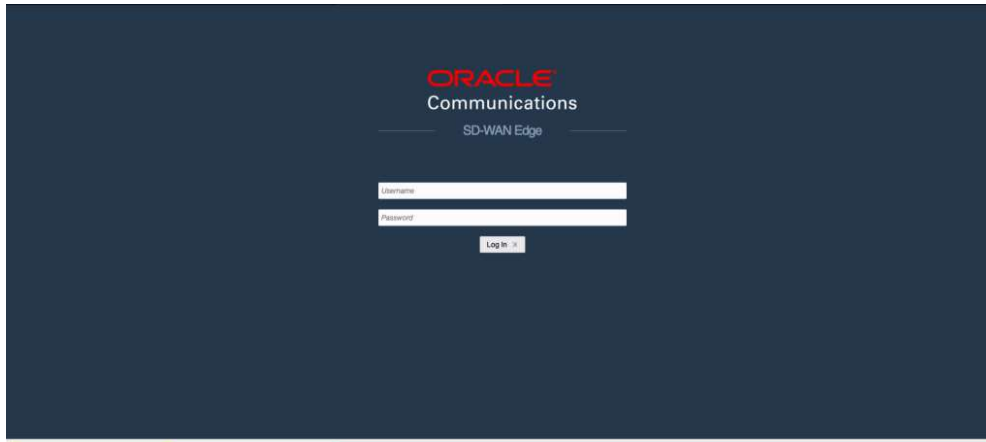 ORACLE®
Communications
SD-WAN Edge
Username
Password
Log In